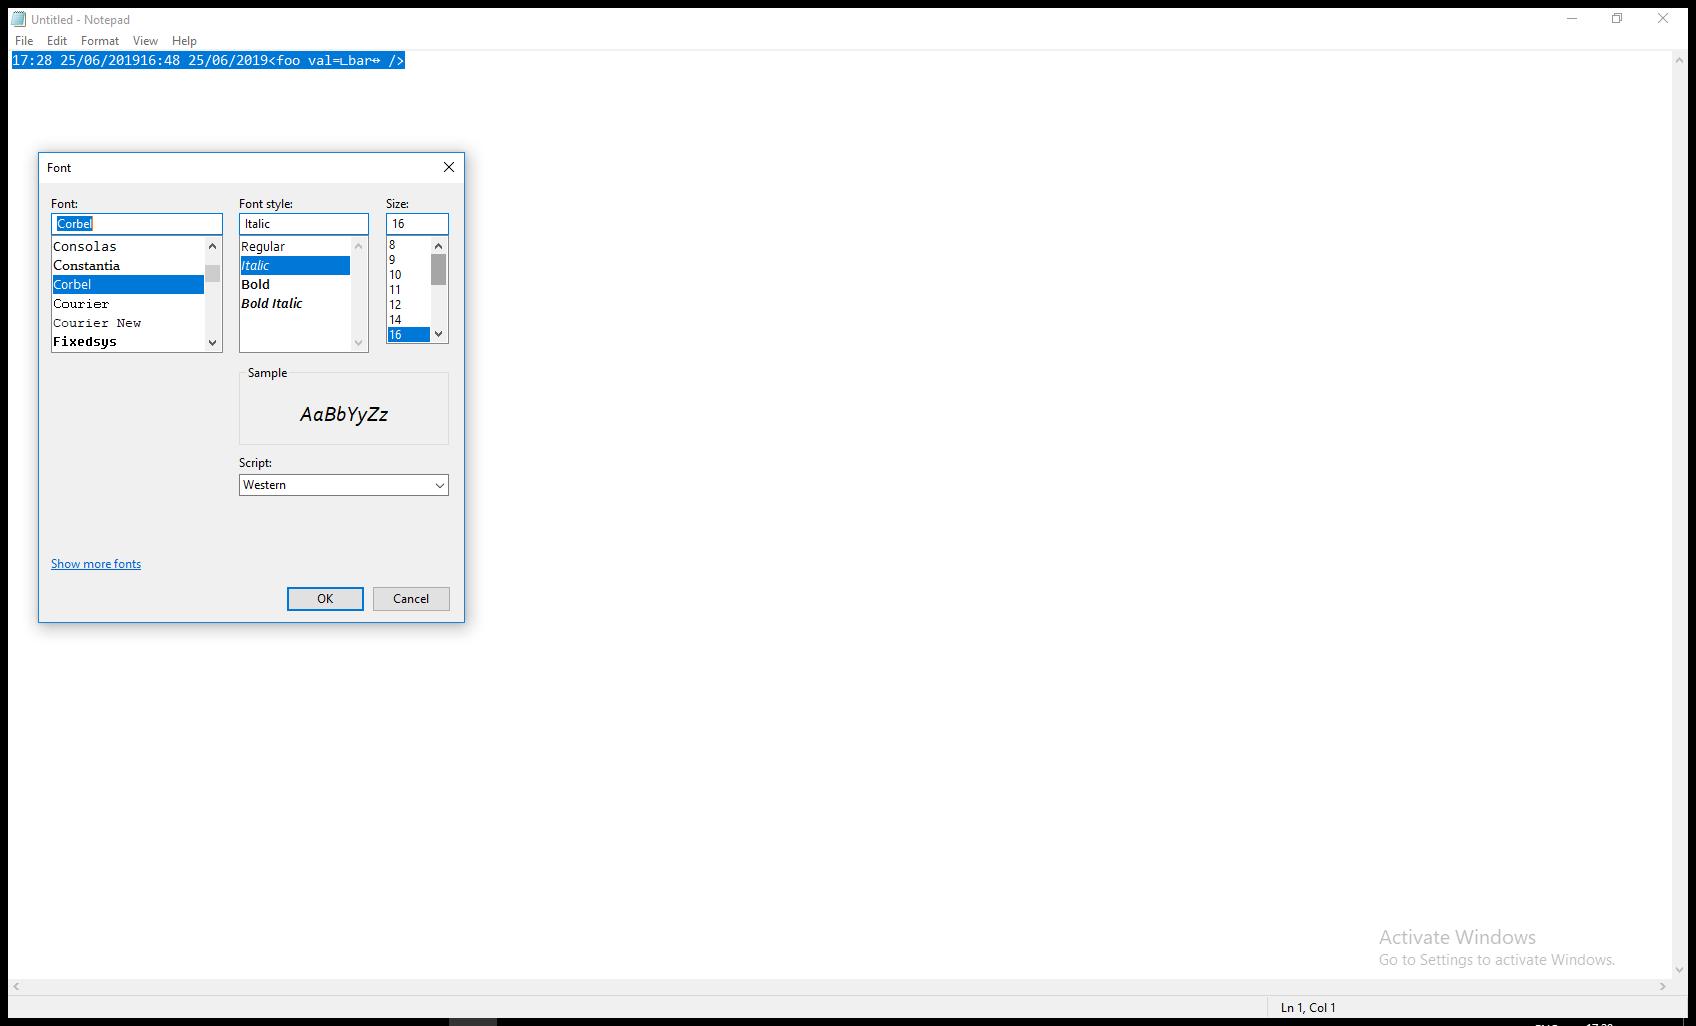 Untitled - Notepad
File Edit Format View Help
17:28 25/06/201916:48 25/06/2019<foo val=∟bar↔ />
Font
Font:
Corbel
Consolas
Constantia
Corbel
Courier
Courier New
Fixedsys
Font style:
Italic
Regular
Italic
Bold
Bold Italic
Size:
16
8
9
10
11
12
14
16
Sample
AaBbYyZz
Script:
Western
Show more fonts
OK Cancel
Activate Windows
Go to Settings to activate Windows.
Ln 1, Col 1